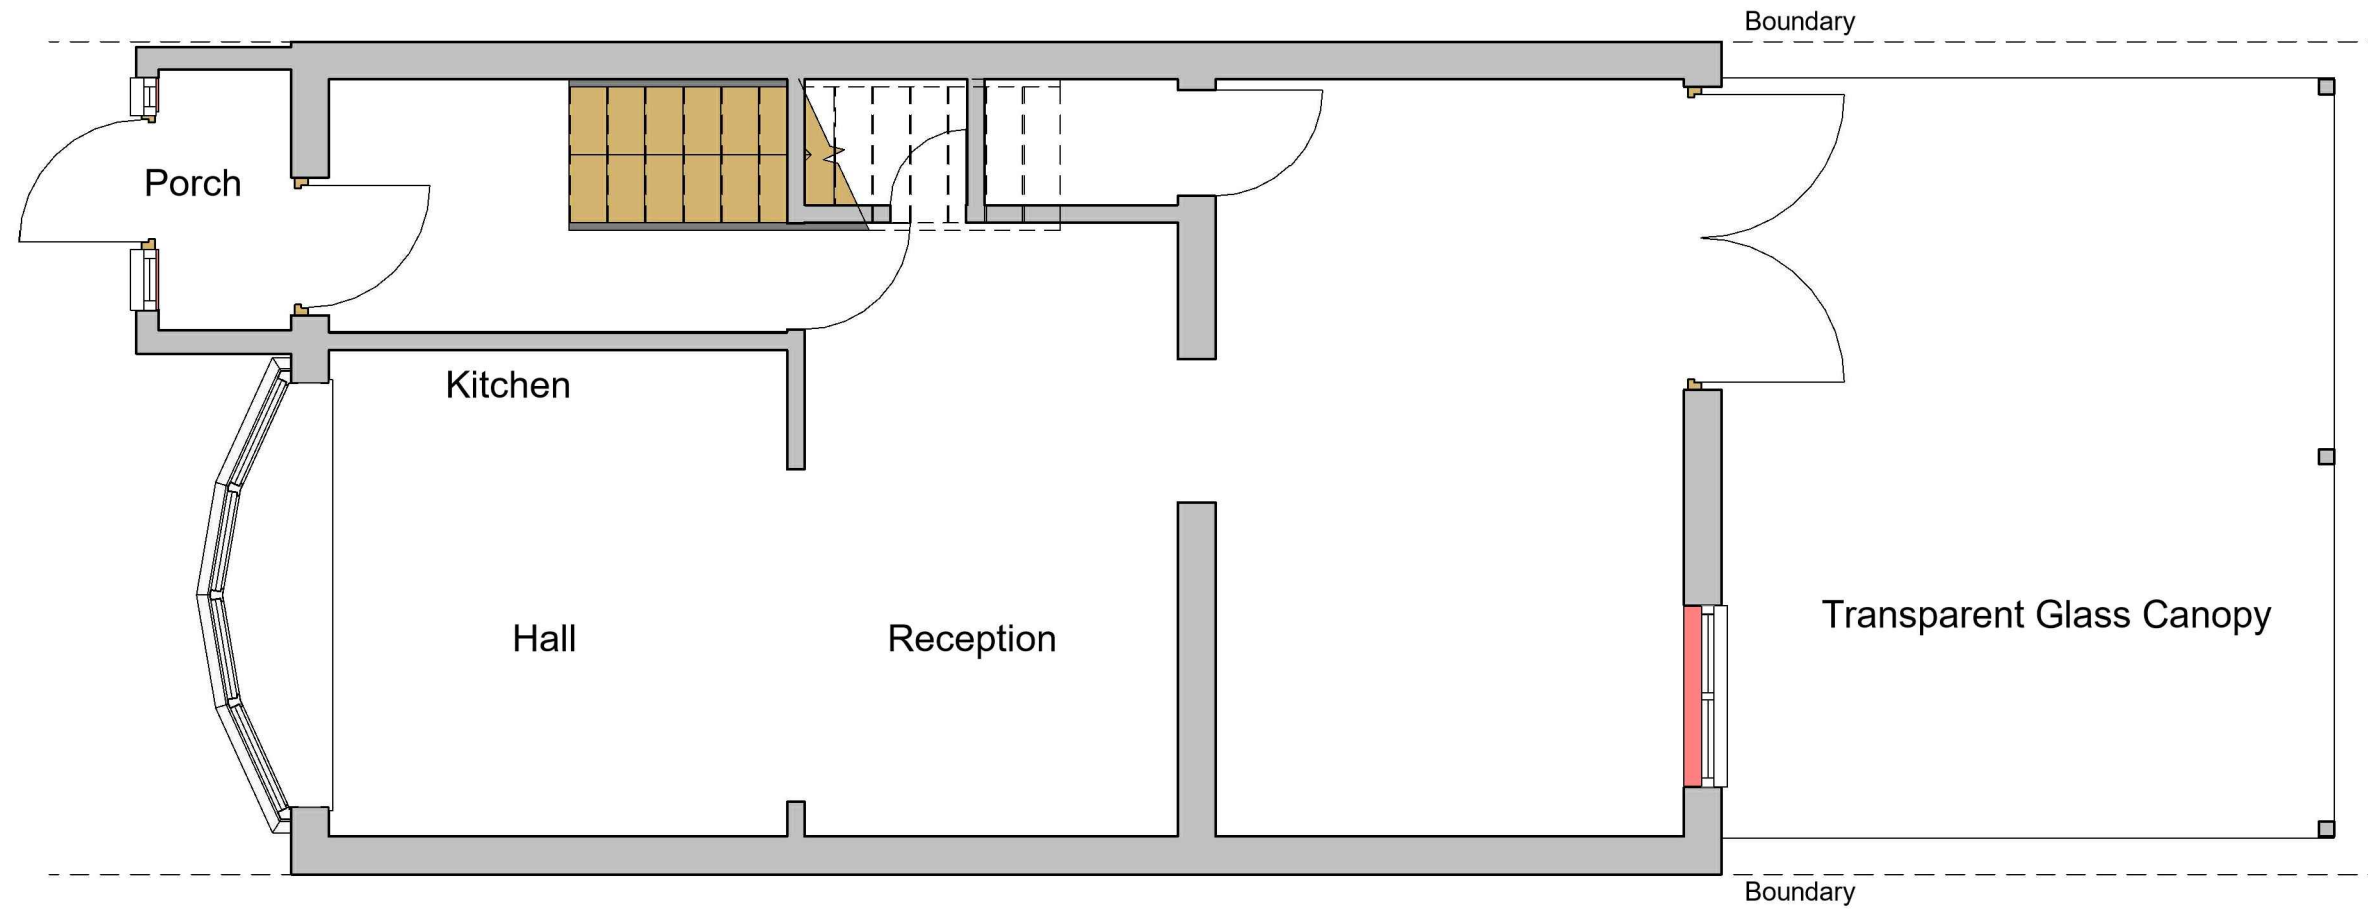 Boundary
Porch
Kitchen
Hall
Reception
Transparent Glass Canopy
Boundary